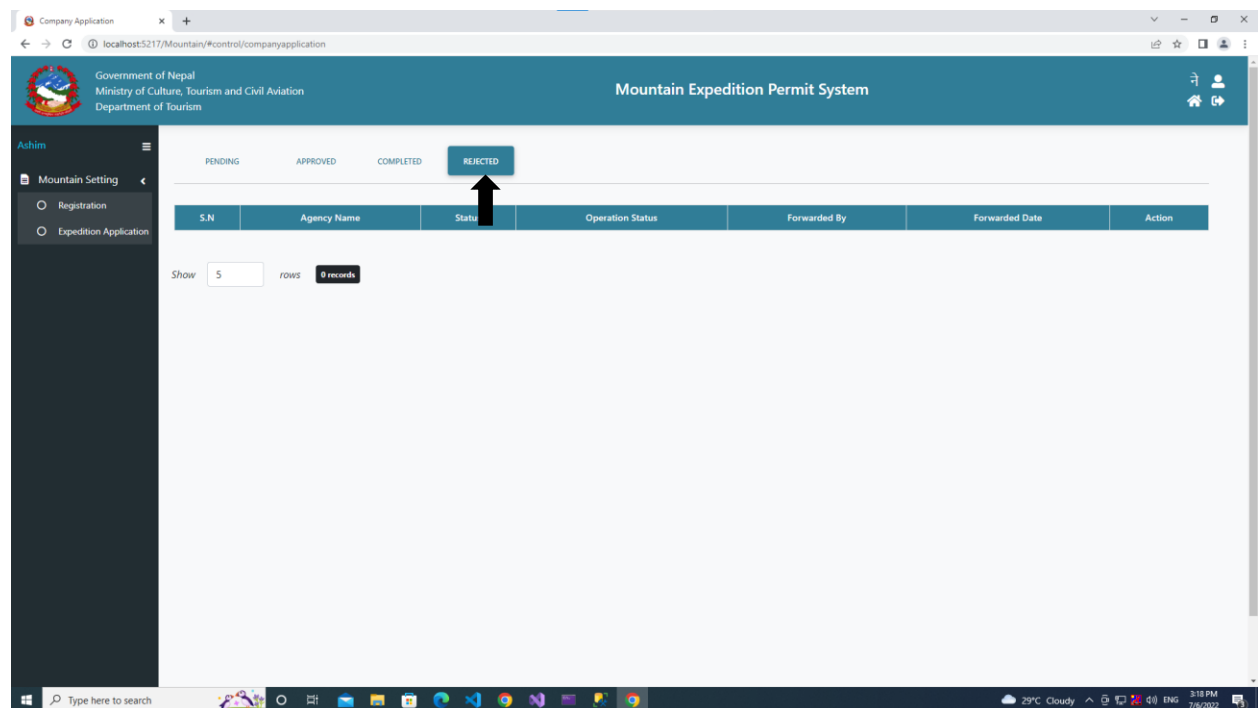 Company Application
localhost:5217/Mountain/#control/companyapplication
Government of Nepal
Ministry of Culture, Tourism and Civil Aviation
Department of Tourism
Mountain Expedition Permit System
ने
Ashim
Mountain Setting
Registration
Expedition Application
PENDING APPROVED COMPLETED REJECTED
S.N Agency Name Statu Operation Status Forwarded By Forwarded Date Action
Show 5 rows 0 records
Type here to search
29°C Cloudy ENG 3:18 PM
7/6/2022